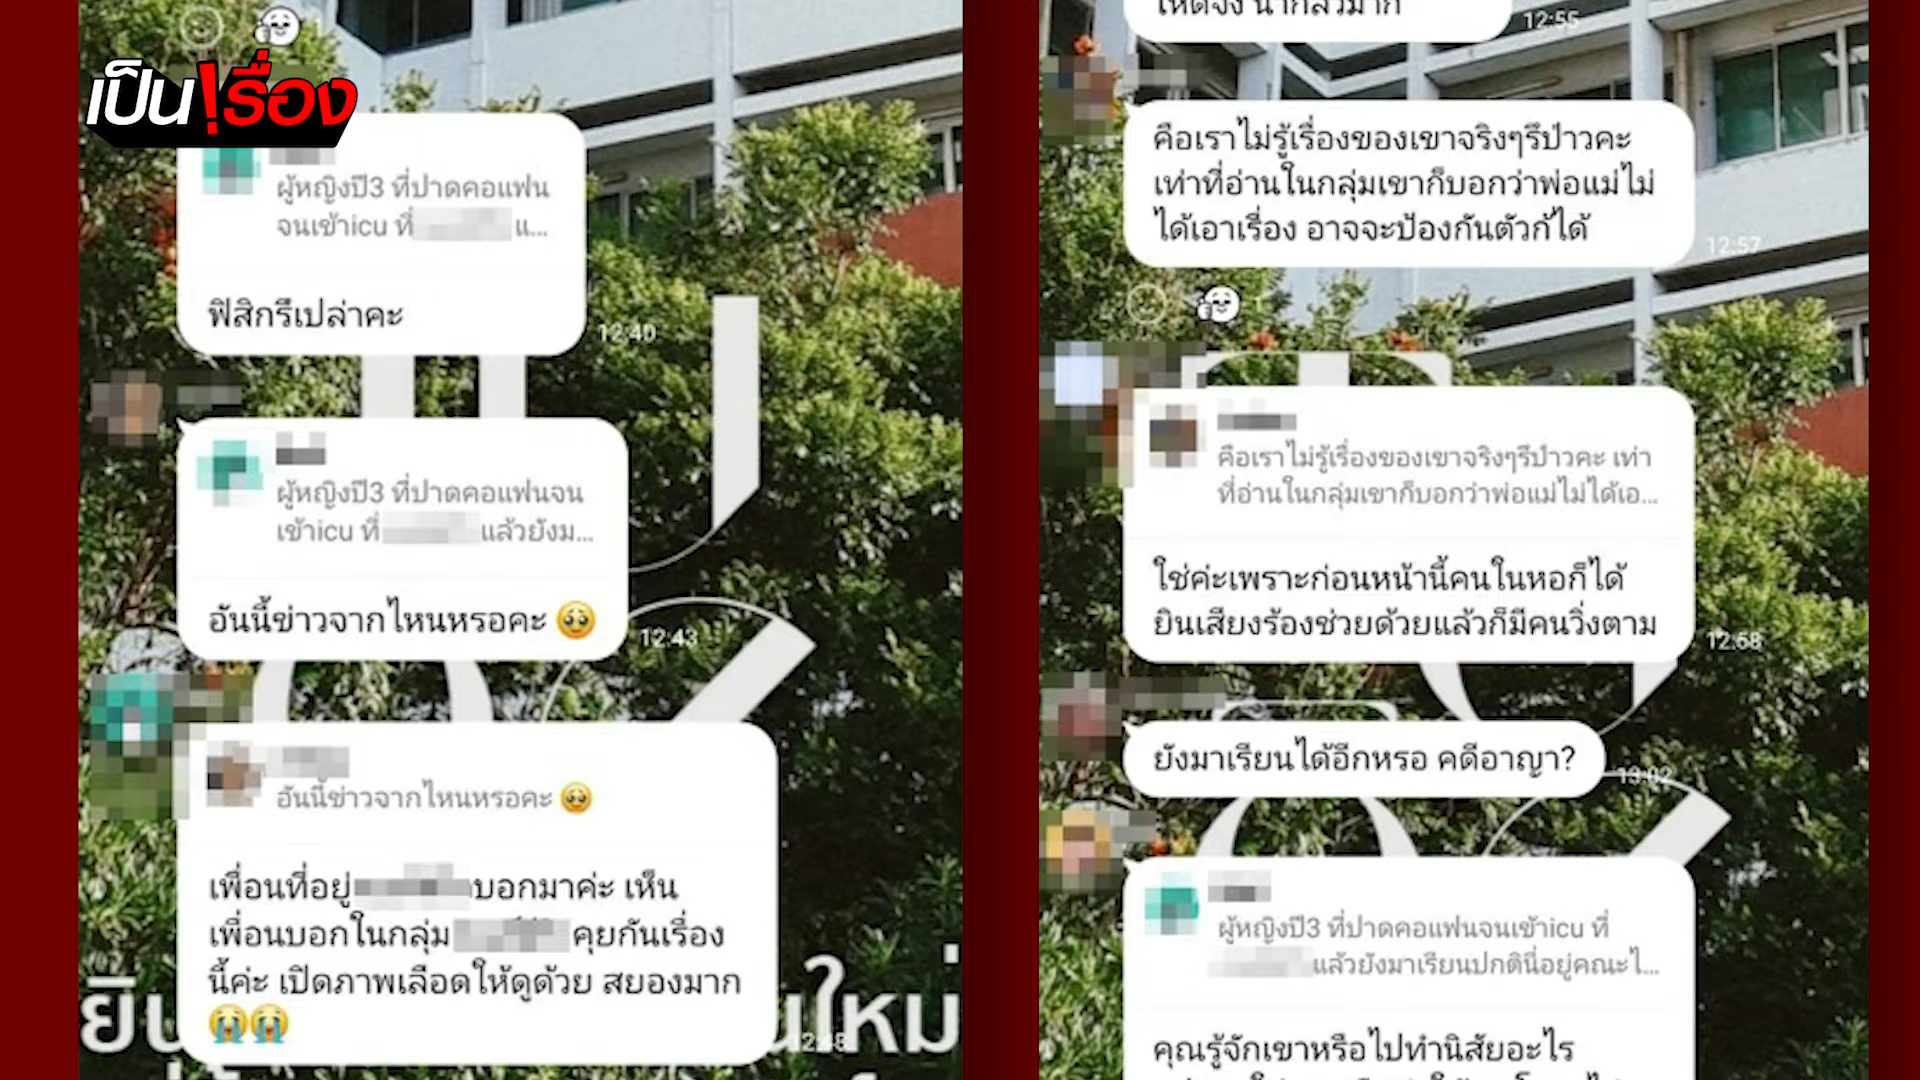 เป็น!เรื่อง
ผู้หญิงปี3 ที่ปาดคอแฟน
จนเข้าicu ที่ แ...
ฟิสิกรึเปล่าคะ
12:40
ผู้หญิงปี3 ที่ปาดคอแฟนจน
เข้าicu ที่ แล้วยังม...
อันนี้ข่าวจากไหนหรอคะ 🥹
12:43
อันนี้ข่าวจากไหนหรอคะ 🥹
เพื่อนที่อยู่ บอกมาค่ะ เห็น
เพื่อนบอกในกลุ่ม คุยกันเรื่อง
นี้ค่ะ เปิดภาพเลือดให้ดูด้วย สยองมาก
😭😭
12:55
คือเราไม่รู้เรื่องของเขาจริงๆรึป่าวคะ
เท่าที่อ่านในกลุ่มเขาก็บอกว่าพ่อแม่ไม่
ได้เอาเรื่อง อาจจะป้องกันตัวก้ได้
12:57
คือเราไม่รู้เรื่องของเขาจริงๆรึป่าวคะ เท่า
ที่อ่านในกลุ่มเขาก็บอกว่าพ่อแม่ไม่ได้เอ...
ใช่ค่ะเพราะก่อนหน้านี้คนในหอก็ได้
ยินเสียงร้องช่วยด้วยแล้วก็มีคนวิ่งตาม
12:58
ยังมาเรียนได้อีกหรอ คดีอาญา?
13:02
ผู้หญิงปี3 ที่ปาดคอแฟนจนเข้าicu ที่
แล้วยังมาเรียนปกตินี่อยู่คณะไ...
คุณรู้จักเขาหรือไปทำนิสัยอะไร